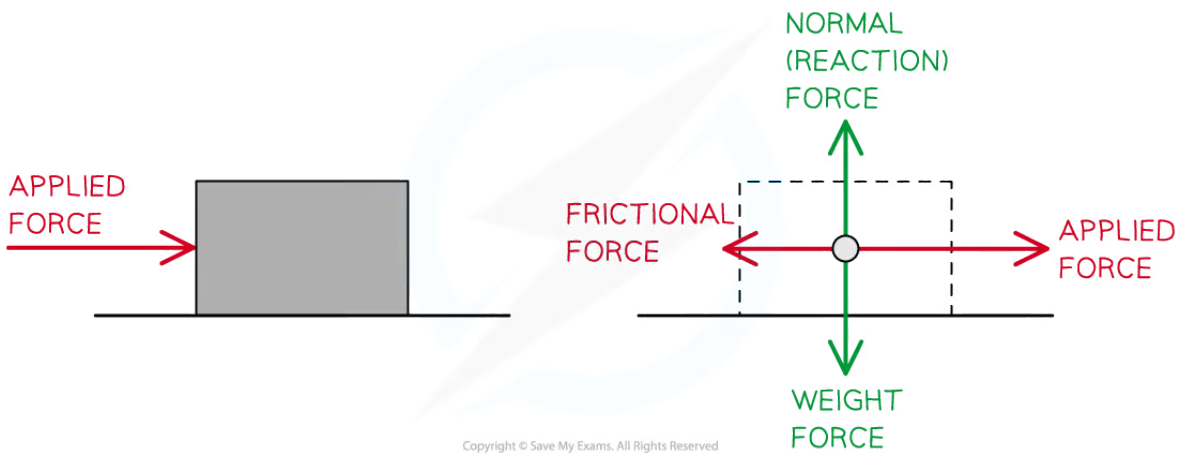 APPLIED
FORCE
NORMAL
(REACTION)
FORCE
FRICTIONAL
FORCE
APPLIED
FORCE
WEIGHT
FORCE
Copyright © Save My Exams. All Rights Reserved